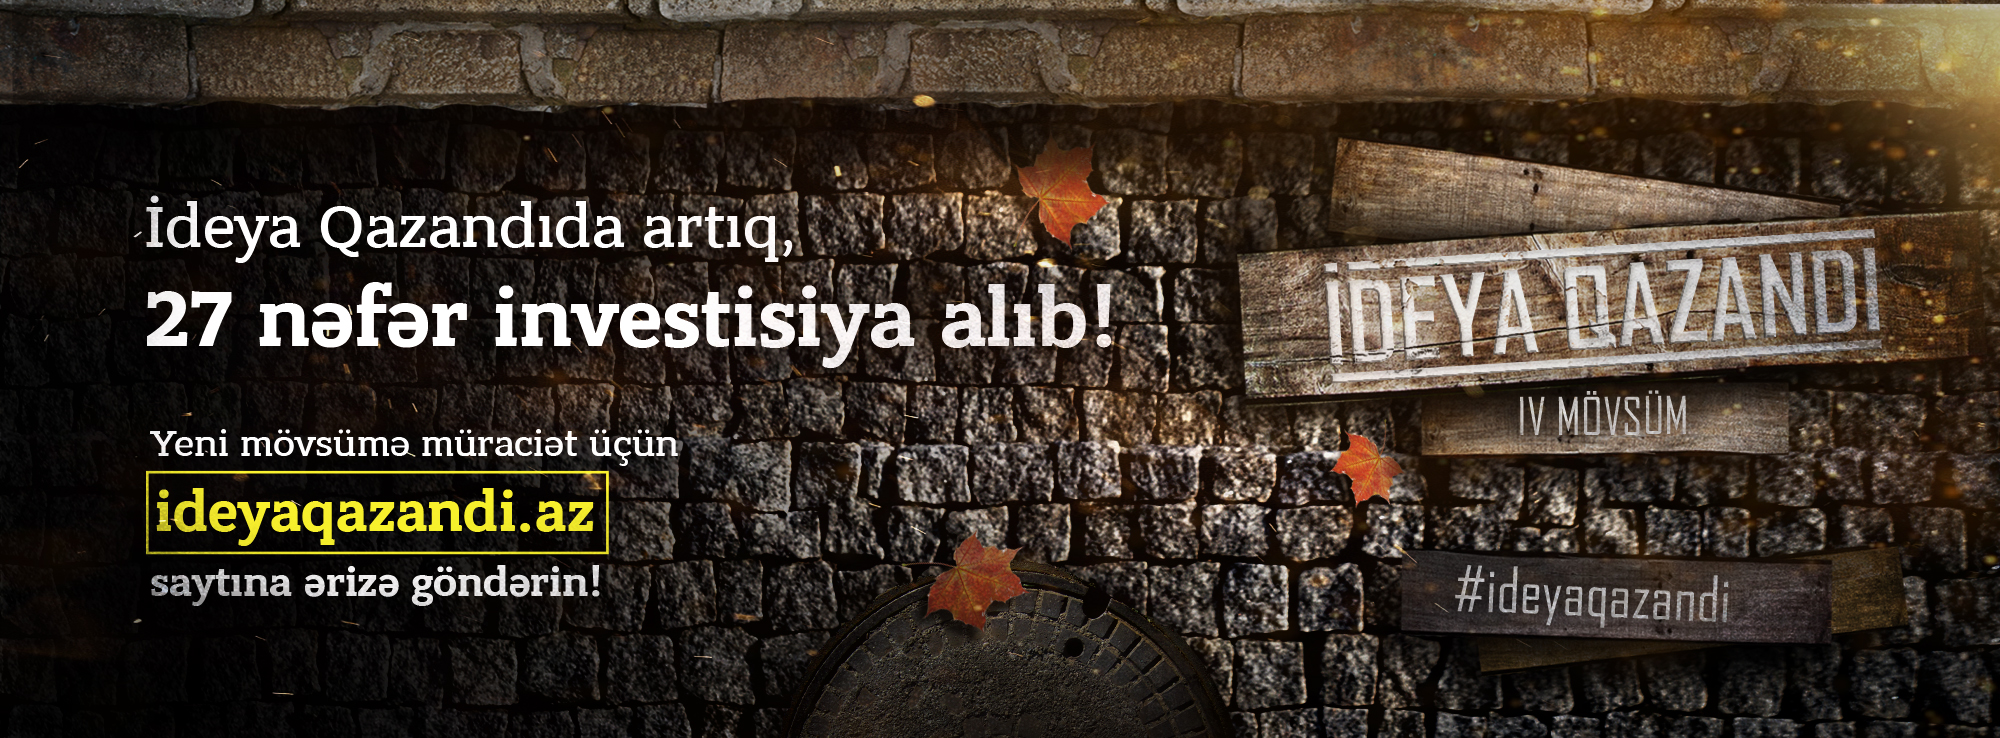 İdeya Qazandıda artıq,
27 nəfər investisiya alıb!
Yeni mövsümə müraciət üçün
ideyaqazandi.az
saytına ərizə göndərin!
İDEYA QAZANDI
IV MÖVSÜM
#ideyaqazandi